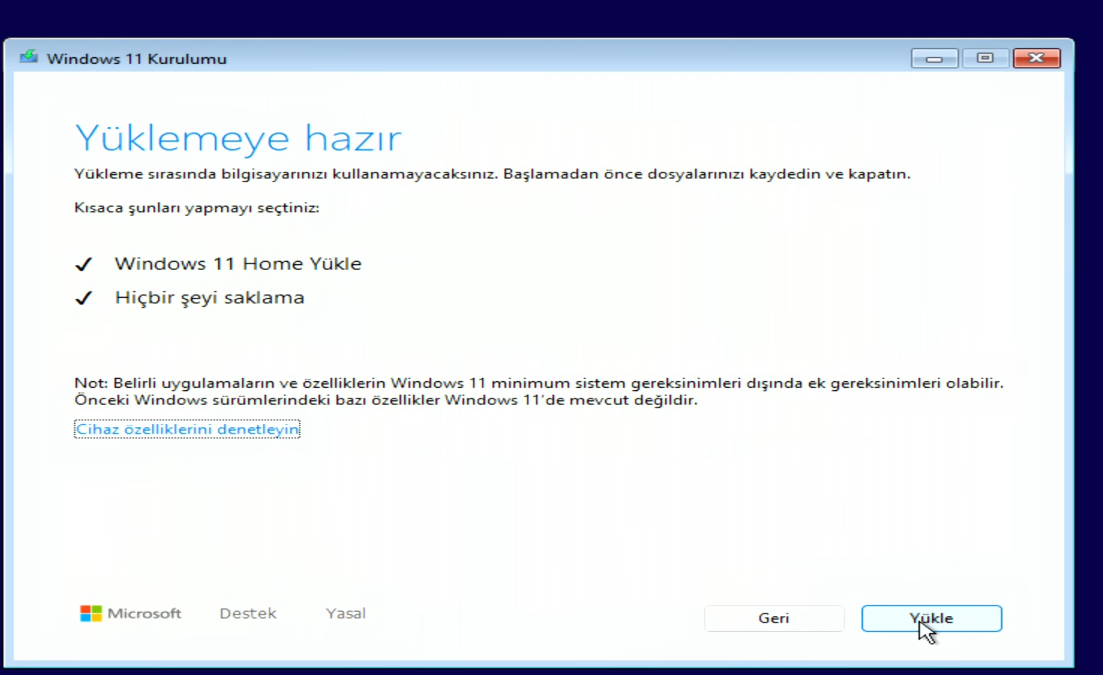 Windows 11 Kurulumu
Yüklemeye hazır
Yükleme sırasında bilgisayarınızı kullanamayacaksınız. Başlamadan önce dosyalarınızı kaydedin ve kapatın.
Kısaca şunları yapmayı seçtiniz:
✓ Windows 11 Home Yükle
✓ Hiçbir şeyi saklama
Not: Belirli uygulamaların ve özelliklerin Windows 11 minimum sistem gereksinimleri dışında ek gereksinimleri olabilir.
Önceki Windows sürümlerindeki bazı özellikler Windows 11'de mevcut değildir.
Cihaz özelliklerini denetleyin
Microsoft Destek Yasal Geri Yükle